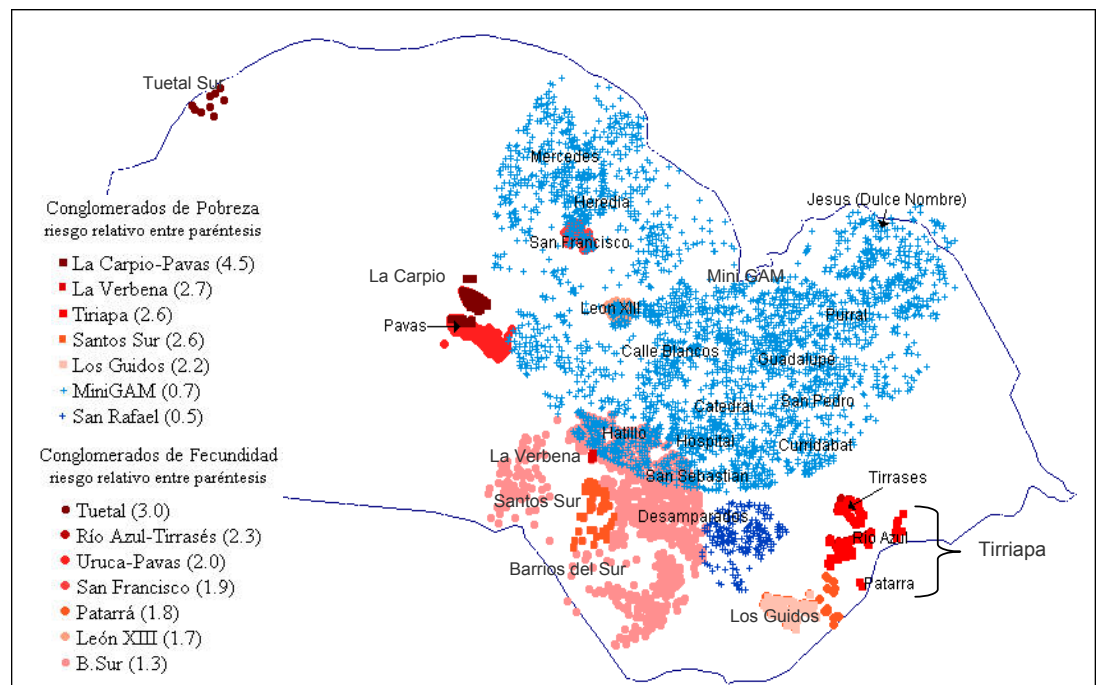 Tuetal Sur
Conglomerados de Pobreza
riesgo relativo entre paréntesis
La Carpio-Pavas (4.5)
La Verbena (2.7)
Tiriapa (2.6)
Santos Sur (2.6)
Los Guidos (2.2)
MiniGAM (0.7)
San Rafael (0.5)
Conglomerados de Fecundidad
riesgo relativo entre paréntesis
Tuetal (3.0)
Río Azul-Tirrasés (2.3)
Uruca-Pavas (2.0)
San Francisco (1.9)
Patarrá (1.8)
León XIII (1.7)
B.Sur (1.3)
Mercedes
Heredia
San Francisco
Jesus (Dulce Nombre)
La Carpio
Mini GAM
Leon XIII
Purral
Pavas
Calle Blancos
Guadalupe
San Pedro
Catedral
Hatillo
Hospital
Curridabat
La Verbena
San Sebastian
Tirrases
Santos Sur
Desamparados
Rio Azul
Tirriapa
Barrios del Sur
Patarra
Los Guidos